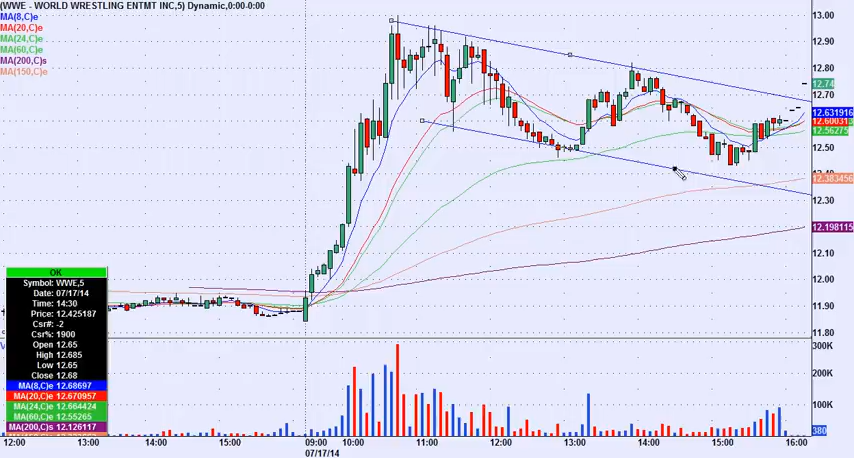 (WWE - WORLD WRESTLING ENTMT INC,5) Dynamic,0:00-0:00
MA(8,C)e
MA(20,C)e
MA(24,C)e
MA(60,C)e
MA(200,C)s
MA(150,C)e
13.00
12.90
12.80
12.74
12.70
12.631916
12.60031
12.56275
12.50
12.383456
12.30
12.198115
12.10
12.00
11.90
11.80
OK
Symbol: WWE,5
Date: 07/17/14
Time: 14:30
Price: 12.425187
Csr#: -2
Csr%: 1900
Open 12.65
High 12.685
Low 12.65
Close 12.68
MA(8,C)e 12.68697
MA(20,C)e 12.670957
MA(24,C)e 12.664424
MA(60,C)e 12.55265
MA(200,C)s 12.126117
300K
200K
100K
380
12:00 13:00 14:00 15:00 09:00 10:00 11:00 12:00 13:00 14:00 15:00 16:00
07/17/14